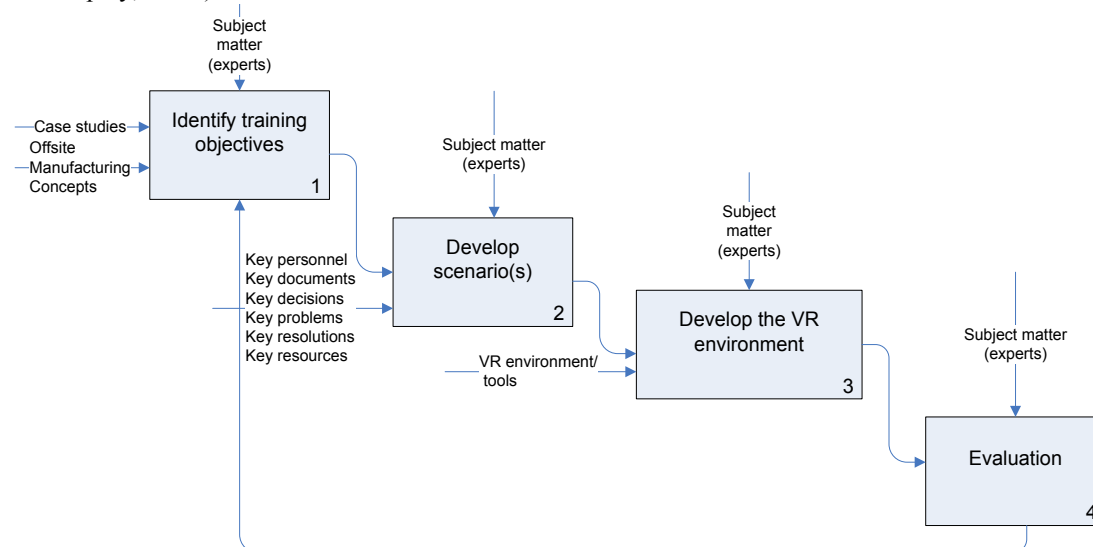 Subject
matter
(experts)
Identify training
objectives
1
Case studies
Offsite
Manufacturing
Concepts
Subject matter
(experts)
Develop
scenario(s)
2
Key personnel
Key documents
Key decisions
Key problems
Key resolutions
Key resources
Subject
matter
(experts)
Develop the VR
environment
3
VR environment/
tools
Subject matter
(experts)
Evaluation
4